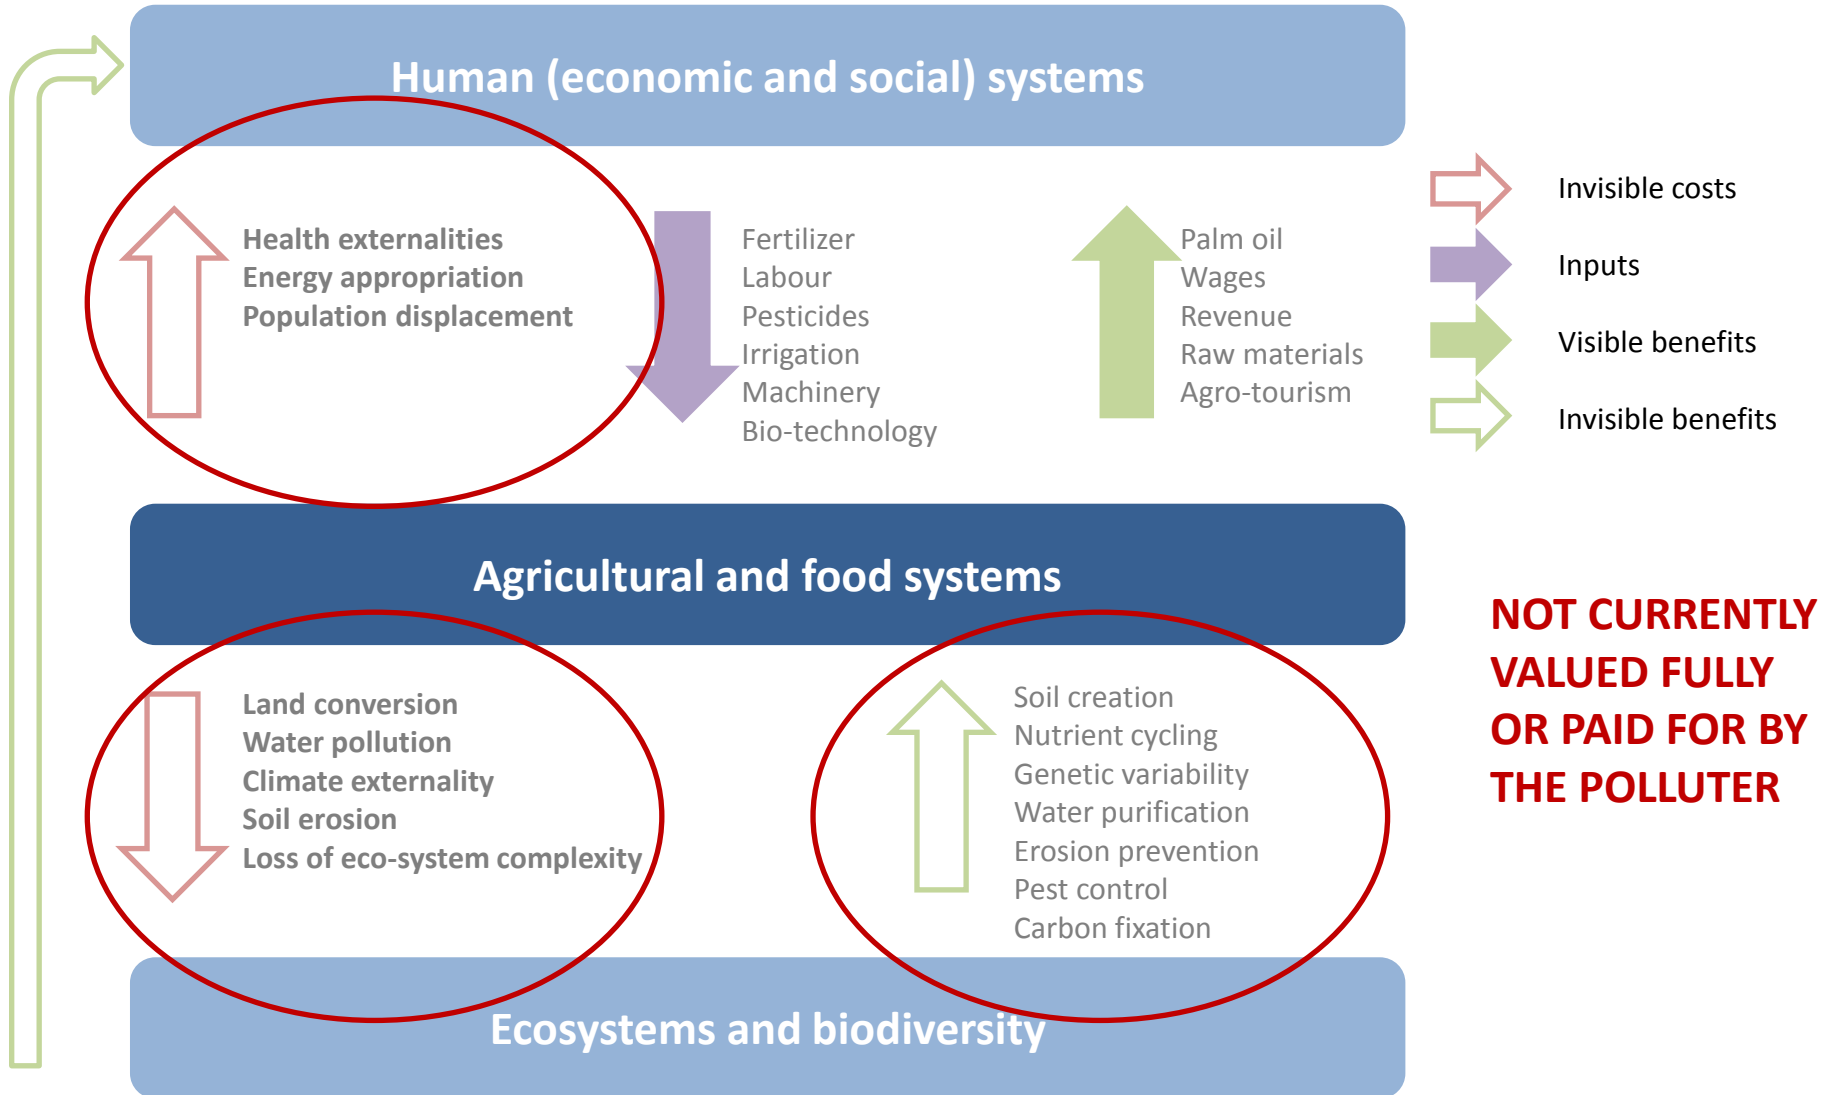 Human (economic and social) systems
Health externalities
Energy appropriation
Population displacement
Fertilizer
Labour
Pesticides
Irrigation
Machinery
Bio-technology
Palm oil
Wages
Revenue
Raw materials
Agro-tourism
Invisible costs
Inputs
Visible benefits
Invisible benefits
Agricultural and food systems
Land conversion
Water pollution
Climate externality
Soil erosion
Loss of eco-system complexity
Soil creation
Nutrient cycling
Genetic variability
Water purification
Erosion prevention
Pest control
Carbon fixation
NOT CURRENTLY
VALUED FULLY
OR PAID FOR BY
THE POLLUTER
Ecosystems and biodiversity